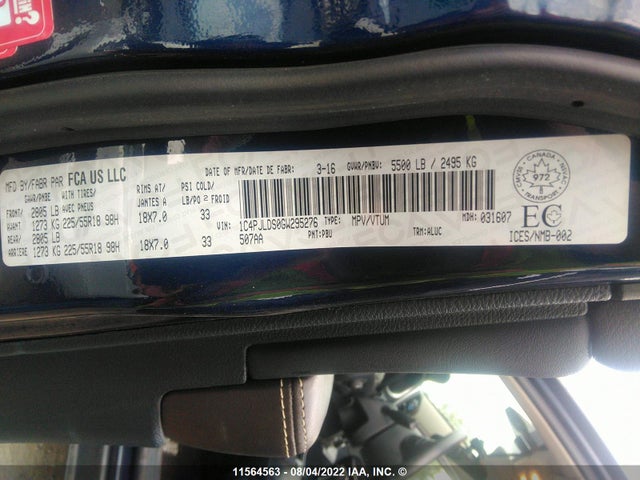 IN?
MFD BY/FABR PAR FCA US LLC
DATE OF MFR/DATE DE FABR: 3-16 GVWR/PNBV: 5500 LB / 2495 KG
GAWR/PNBE WITH TIRES/ RIMS AT/ PSI COLD/
AVEC PNEUS JANTES A LB/PO² FROID
FRONT 2805 LB
AVANT 1273 KG 225/55R18 98H 18X7.0 33
REAR 2805 LB
ARRIERE 1273 KG 225/55R18 98H 18X7.0 33
VIN: 1C4PJLDS0GW295276 TYPE: MPV/VTUM MDH: 031607
507AA PNT: PBU TRM: ALUC
CANADA
972
EC
ICES/NMB-002
11564563 - 08/04/2022 IAA, INC. ©